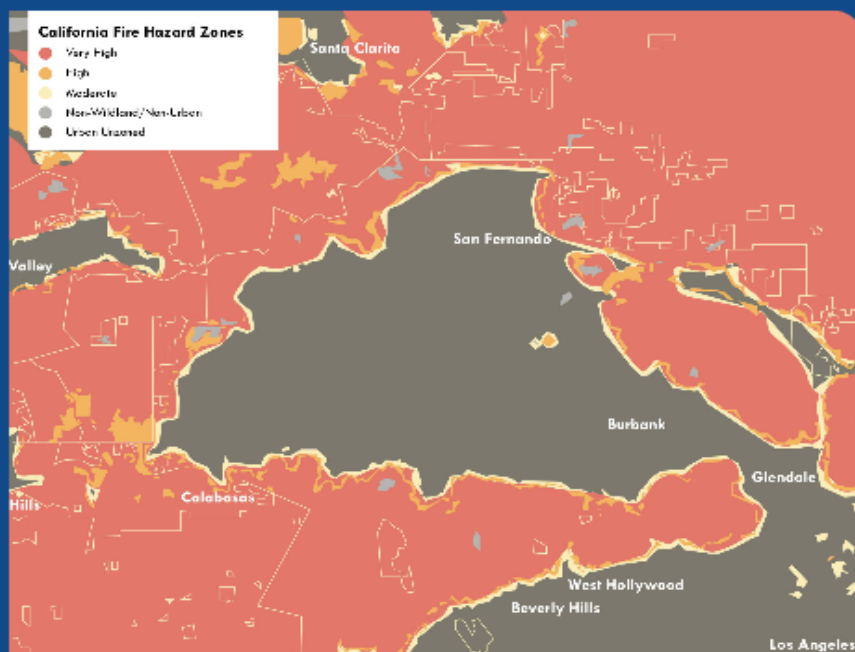 California Fire Hazard Zones
Very High
High
Moderate
Non-Wildland/Non-Urban
Urban Unzoned
Santa Clarita
San Fernando
Valley
Burbank
Glendale
Calabasas
Hills
West Hollywood
Beverly Hills
Los Angeles